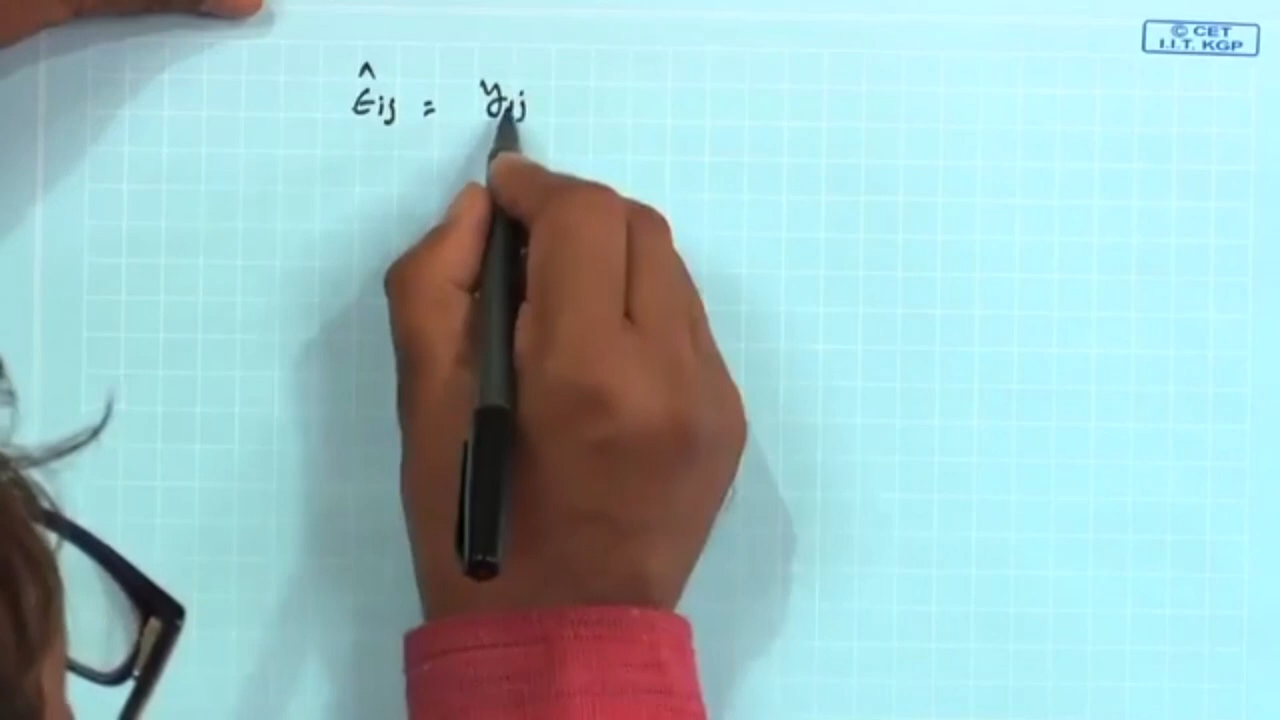 © CET
I.I.T. KGP
ε̂ij = yij